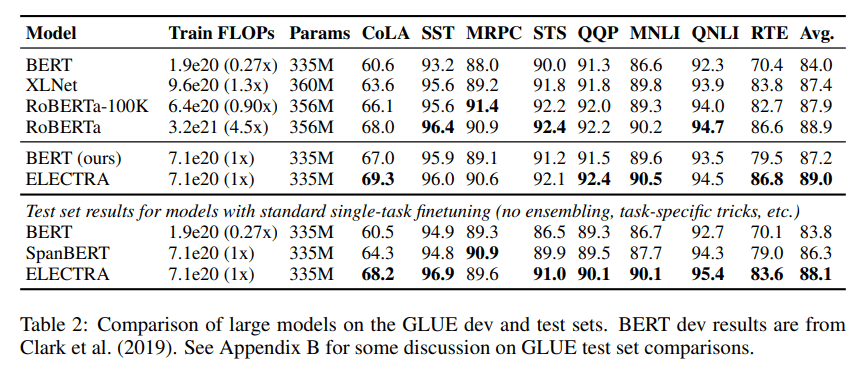 Model Train FLOPs Params CoLA SST MRPC STS QQP MNLI QNLI RTE Avg.
BERT 1.9e20 (0.27x) 335M 60.6 93.2 88.0 90.0 91.3 86.6 92.3 70.4 84.0
XLNet 9.6e20 (1.3x) 360M 63.6 95.6 89.2 91.8 91.8 89.8 93.9 83.8 87.4
RoBERTa-100K 6.4e20 (0.90x) 356M 66.1 95.6 91.4 92.2 92.0 89.3 94.0 82.7 87.9
RoBERTa 3.2e21 (4.5x) 356M 68.0 96.4 90.9 92.4 92.2 90.2 94.7 86.6 88.9
BERT (ours) 7.1e20 (1x) 335M 67.0 95.9 89.1 91.2 91.5 89.6 93.5 79.5 87.2
ELECTRA 7.1e20 (1x) 335M 69.3 96.0 90.6 92.1 92.4 90.5 94.5 86.8 89.0
Test set results for models with standard single-task finetuning (no ensembling, task-specific tricks, etc.)
BERT 1.9e20 (0.27x) 335M 60.5 94.9 89.3 86.5 89.3 86.7 92.7 70.1 83.8
SpanBERT 7.1e20 (1x) 335M 64.3 94.8 90.9 89.9 89.5 87.7 94.3 79.0 86.3
ELECTRA 7.1e20 (1x) 335M 68.2 96.9 89.6 91.0 90.1 90.1 95.4 83.6 88.1
Table 2: Comparison of large models on the GLUE dev and test sets. BERT dev results are from
Clark et al. (2019). See Appendix B for some discussion on GLUE test set comparisons.